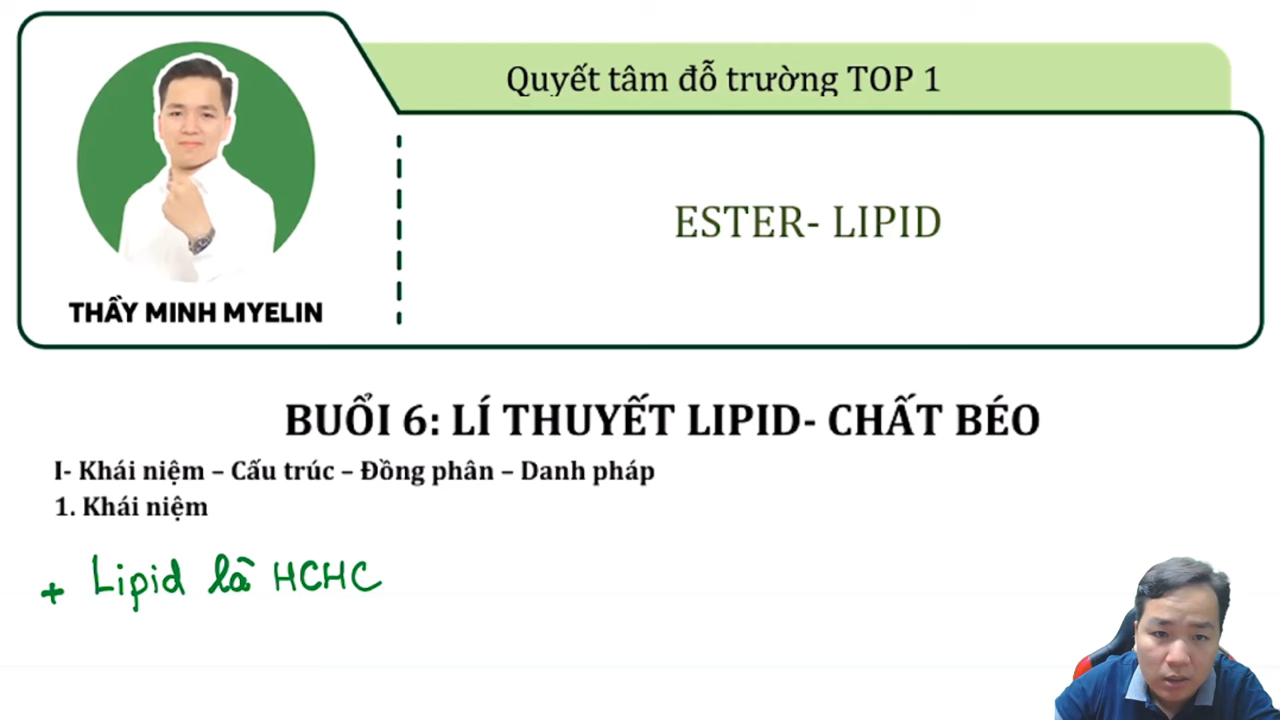 Quyết tâm đỗ trường TOP 1
ESTER- LIPID
THẦY MINH MYELIN
BUỔI 6: LÍ THUYẾT LIPID- CHẤT BÉO
I- Khái niệm – Cấu trúc – Đồng phân – Danh pháp
1. Khái niệm
+ Lipid là HCHC